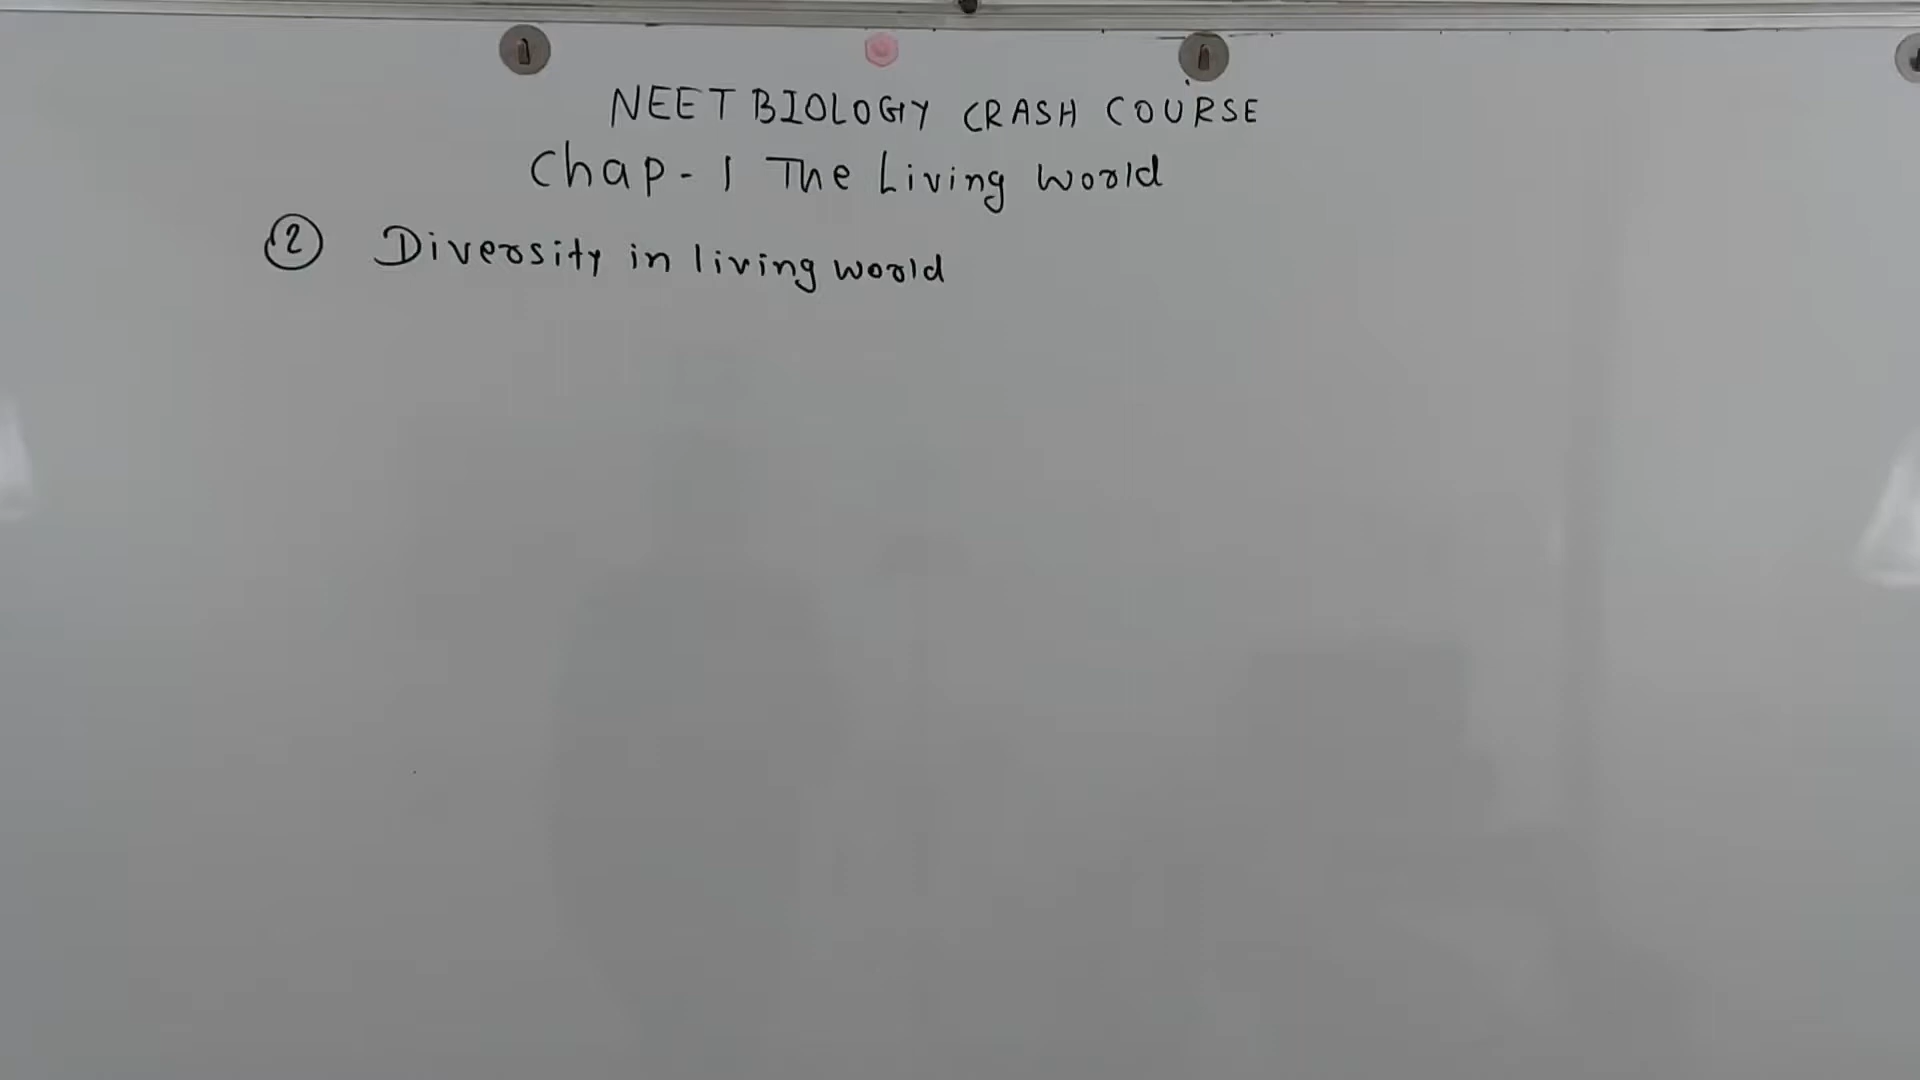 NEET BIOLOGY CRASH COURSE
Chap-1 The Living World
② Diversity in living world